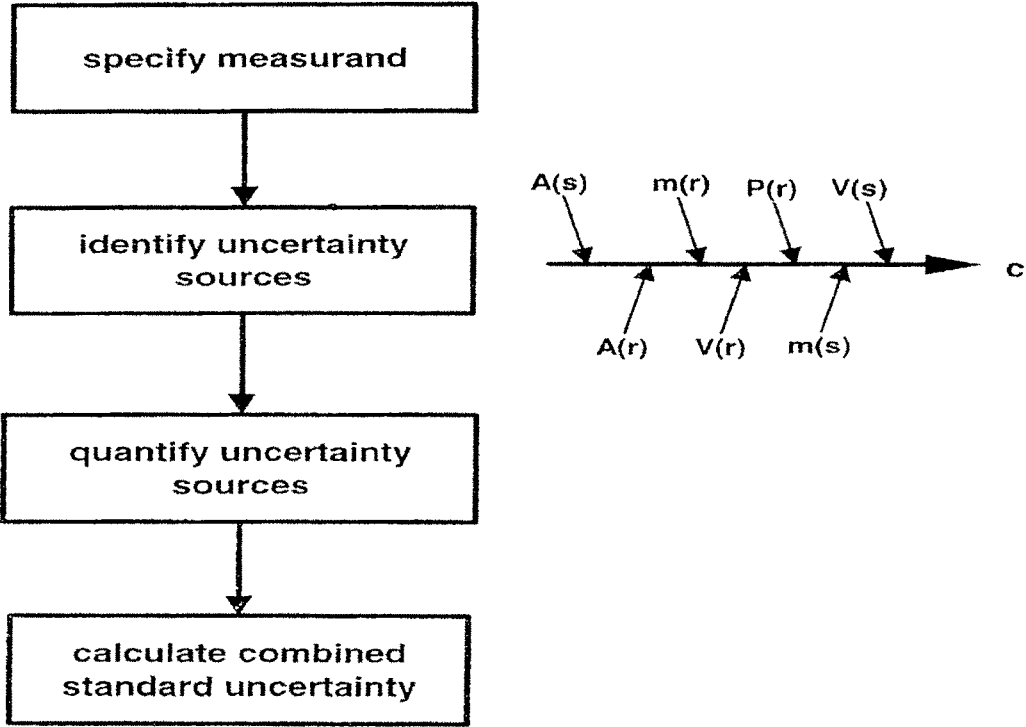 specify measurand
identify uncertainty
sources
A(s) m(r) P(r) V(s)
c
A(r) V(r) m(s)
quantify uncertainty
sources
calculate combined
standard uncertainty